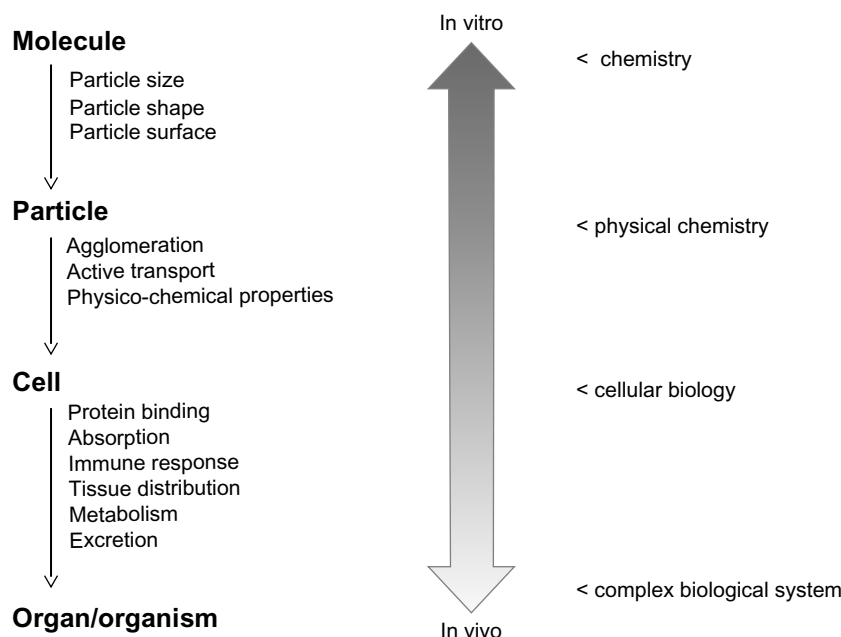 Molecule
Particle size
Particle shape
Particle surface
Particle
Agglomeration
Active transport
Physico-chemical properties
Cell
Protein binding
Absorption
Immune response
Tissue distribution
Metabolism
Excretion
Organ/organism
In vitro
In vivo
< chemistry
< physical chemistry
< cellular biology
< complex biological system